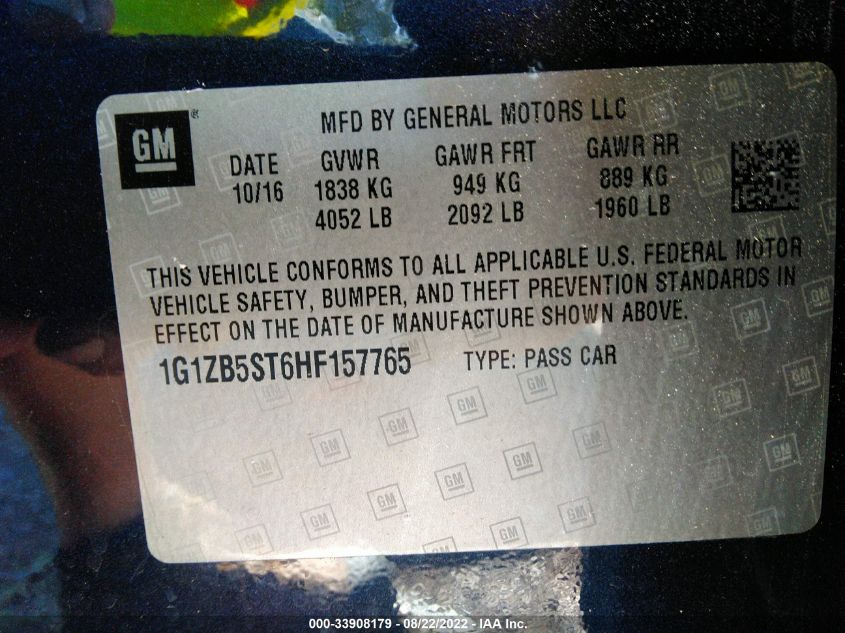 GM
®
MFD BY GENERAL MOTORS LLC
DATE GVWR GAWR FRT GAWR RR
10/16 1838 KG 949 KG 889 KG
4052 LB 2092 LB 1960 LB
THIS VEHICLE CONFORMS TO ALL APPLICABLE U.S. FEDERAL MOTOR
VEHICLE SAFETY, BUMPER, AND THEFT PREVENTION STANDARDS IN
EFFECT ON THE DATE OF MANUFACTURE SHOWN ABOVE.
1G1ZB5ST6HF157765 TYPE: PASS CAR
000-33908179 - 08/22/2022 - IAA Inc.